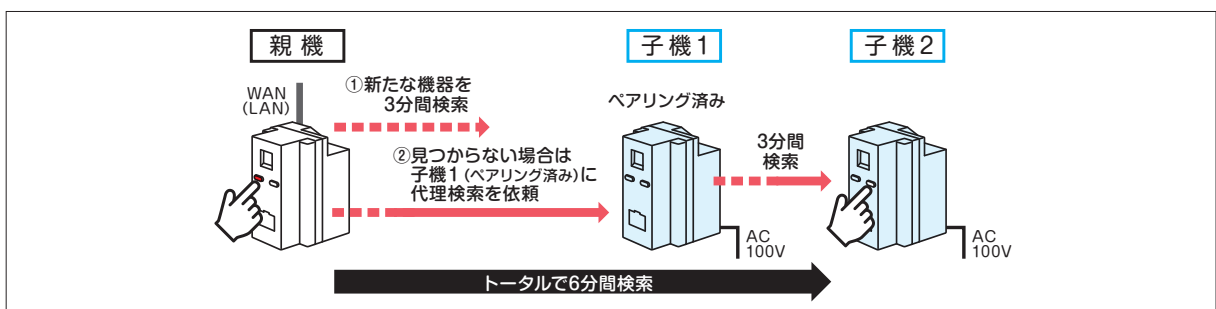 親機
子機1
子機2
WAN
(LAN)
①新たな機器を
3分間検索
ペアリング済み
②見つからない場合は
子機1(ペアリング済み)に
代理検索を依頼
3分間
検索
AC
100V
AC
100V
トータルで6分間検索